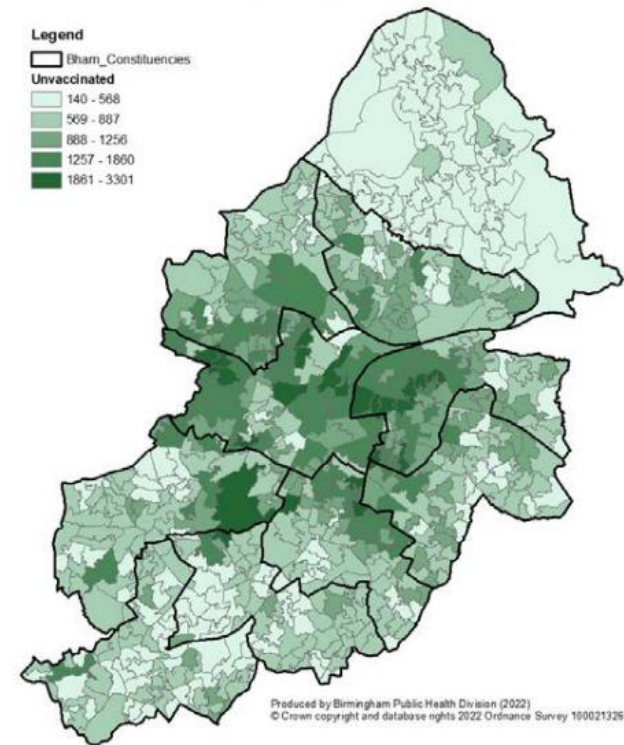 Legend
Bham_Constituencies
Unvaccinated
140 - 568
569 - 887
888 - 1256
1257 - 1860
1861 - 3301
Produced by Birmingham Public Health Division (2022)
© Crown copyright and database rights 2022 Ordnance Survey 100021326